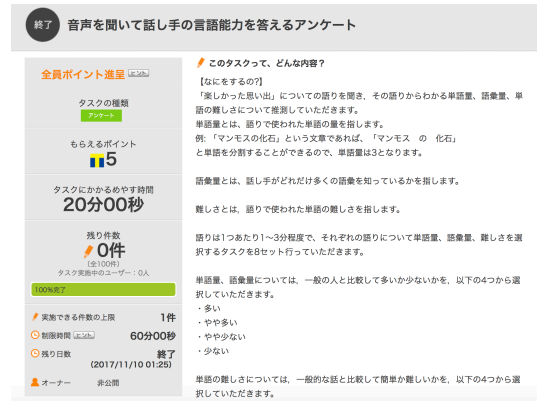 終了 音声を聞いて話し手の言語能力を答えるアンケート
全員ポイント進呈 ヒント
タスクの種類
アンケート
もらえるポイント
5
タスクにかかるめやす時間
20分00秒
残り件数
0件
(全100件)
タスク実施中のユーザー：0人
100%完了
実施できる件数の上限 1件
制限時間 ヒント 60分00秒
残り日数 終了
(2017/11/10 01:25)
オーナー 非公開
このタスクって、どんな内容？
【なにをするの?】
「楽しかった思い出」についての語りを聞き、その語りからわかる単語量、語彙量、単
語の難しさについて推測していただきます。
単語量とは、語りで使われた単語の量を指します。
例: 「マンモスの化石」という文章であれば、「マンモス　の　化石」
と単語を分割することができるので、単語量は3となります。
語彙量とは、話し手がどれだけ多くの語彙を知っているかを指します。
難しさとは、語りで使われた単語の難しさを指します。
語りは1つあたり1～3分程度で、それぞれの語りについて単語量、語彙量、難しさを選
択するタスクを8セット行っていただきます。
単語量、語彙量については、一般の人と比較して多いか少ないかを、以下の4つから選
択していただきます。
・多い
・やや多い
・やや少ない
・少ない
単語の難しさについては、一般的な話と比較して簡単か難しいかを、以下の4つから選
択していただきます。